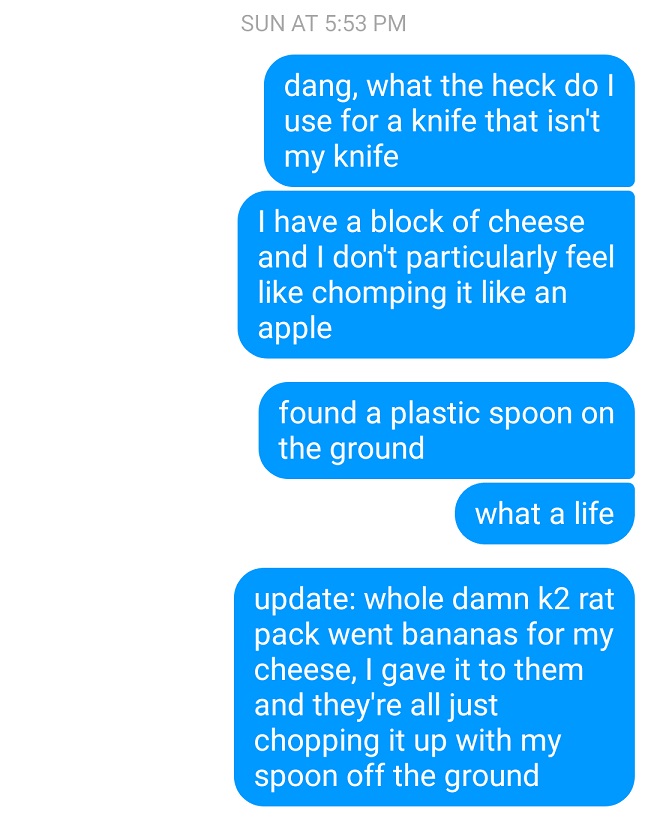 SUN AT 5:53 PM
dang, what the heck do I
use for a knife that isn't
my knife
I have a block of cheese
and I don't particularly feel
like chomping it like an
apple
found a plastic spoon on
the ground
what a life
update: whole damn k2 rat
pack went bananas for my
cheese, I gave it to them
and they're all just
chopping it up with my
spoon off the ground